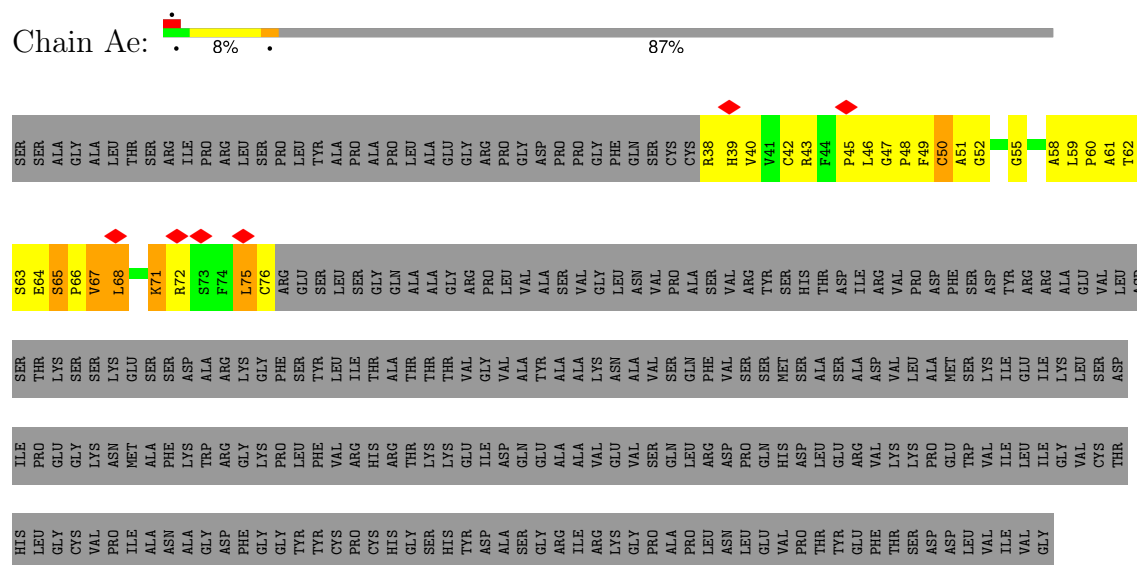 Chain Ae:
8% 87%
SER SER ALA GLY ALA LEU THR SER ARG ILE PRO ARG LEU SER PRO LEU TYR ALA PRO ALA PRO LEU ALA GLU GLY ARG PRO GLY ASP PRO PRO GLY PHE GLN SER CYS CYS R38 H39 V40 V41 C42 R43 F44 P45 L46 G47 P48 F49 C50 A51 G52 G55 A58 L59 P60 A61 T62
S63 E64 S65 P66 V67 L68 K71 R72 S73 F74 L75 C76 ARG GLU SER LEU SER GLY GLN ALA ALA GLY ARG PRO LEU VAL ALA SER VAL GLY LEU ASN VAL PRO ALA SER VAL ARG TYR SER HIS THR ASP ILE ARG VAL PRO ASP PHE SER ASP TYR ARG ARG ALA GLU VAL LEU
SER THR LYS SER SER LYS GLU SER SER ASP ALA ARG LYS GLY PHE SER TYR LEU ILE THR ALA THR THR THR VAL GLY VAL ALA TYR ALA ALA LYS ASN ALA VAL SER GLN PHE VAL SER SER MET SER ALA SER ALA ASP VAL LEU ALA MET SER LYS ILE GLU ILE LYS LEU SER ASP
ILE PRO GLU GLY LYS ASN MET ALA PHE LYS TRP ARG GLY LYS PRO LEU PHE VAL ARG HIS ARG THR LYS LYS GLU ILE ASP GLN GLU ALA ALA VAL GLU VAL SER GLN LEU ARG ASP PRO GLN HIS ASP LEU GLU ARG VAL LYS LYS PRO GLU TRP VAL ILE LEU ILE GLY VAL CYS THR
HIS LEU GLY CYS VAL PRO ILE ALA ASN ALA GLY ASP PHE GLY GLY TYR TYR CYS PRO CYS HIS GLY SER HIS TYR ASP ALA SER GLY ARG ILE ARG LYS GLY PRO ALA PRO LEU ASN LEU GLU VAL PRO THR TYR GLU PHE THR SER ASP ASP LEU VAL ILE VAL GLY